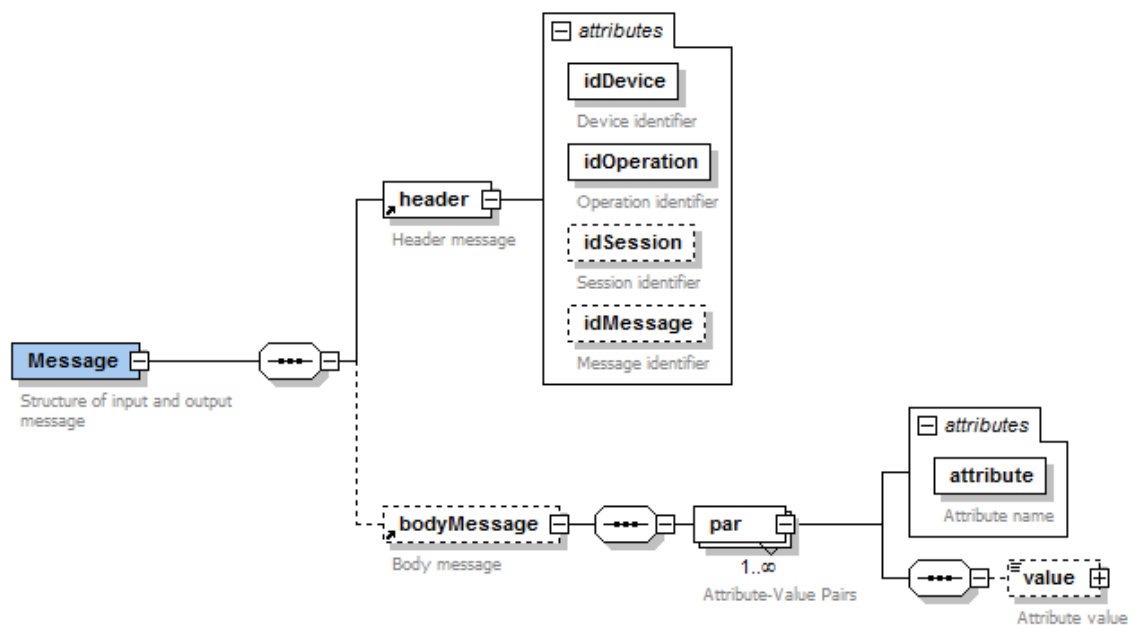 attributes
idDevice
Device identifier
idOperation
Operation identifier
header
Header message
idSession
Session identifier
idMessage
Message identifier
Message
Structure of input and output
message
attributes
attribute
Attribute name
bodyMessage
Body message
par
1..∞
Attribute-Value Pairs
value
Attribute value